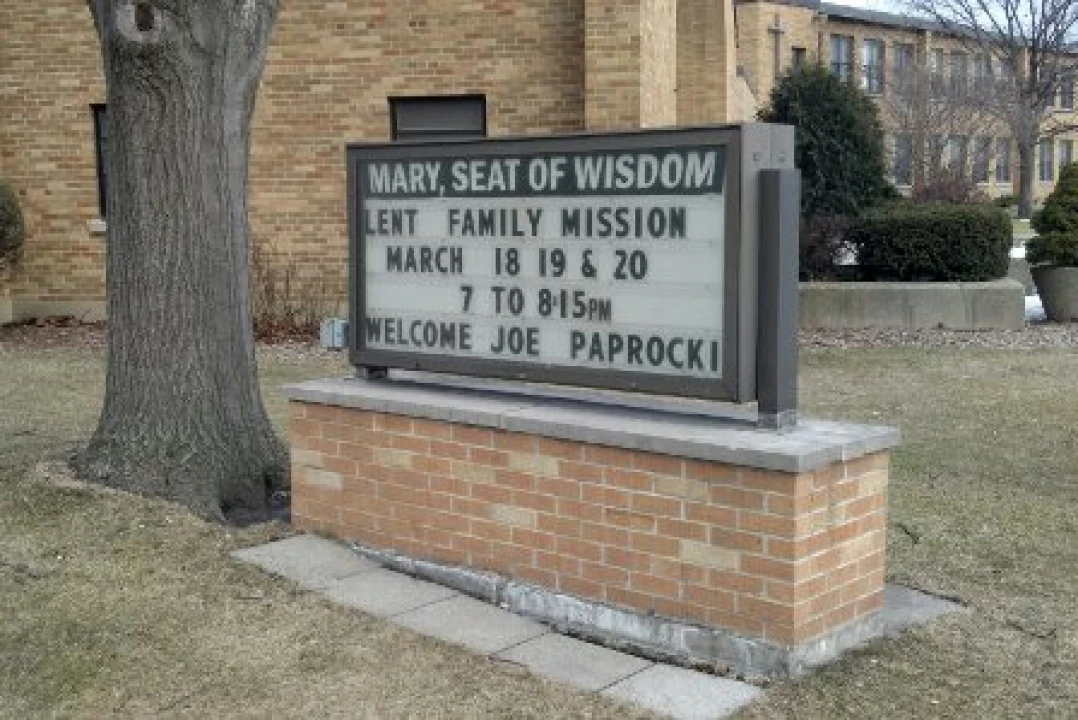 MARY, SEAT OF WISDOM
LENT FAMILY MISSION
MARCH 18 19 & 20
7 TO 8:15PM
WELCOME JOE PAPROCKI